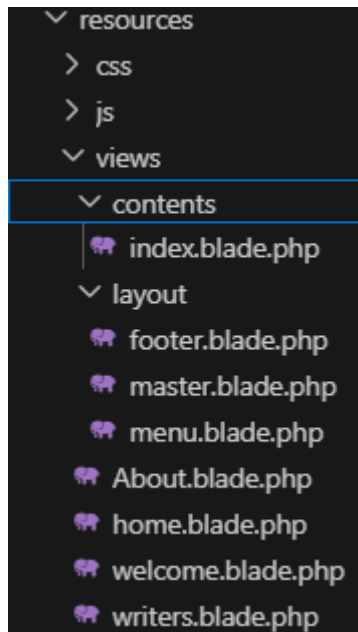 resources
css
js
views
contents
index.blade.php
layout
footer.blade.php
master.blade.php
menu.blade.php
About.blade.php
home.blade.php
welcome.blade.php
writers.blade.php